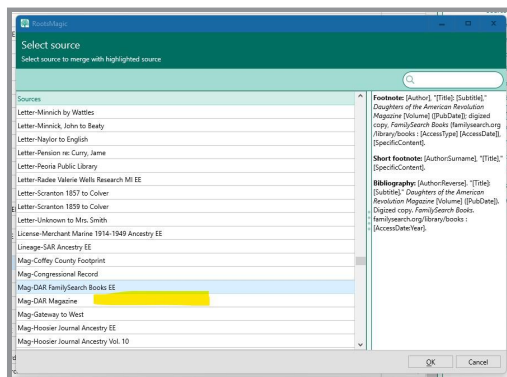 RootsMagic
Select source
Select source to merge with highlighted source
Sources
Letter-Minnich by Wattles
Letter-Minnick, John to Beaty
Letter-Naylor to English
Letter-Pension re: Curry, Jame
Letter-Peoria Public Library
Letter-Radee Valerie Wells Research MI EE
Letter-Scranton 1857 to Colver
Letter-Scranton 1859 to Colver
Letter-Unknown to Mrs. Smith
License-Merchant Marine 1914-1949 Ancestry EE
Lineage-SAR Ancestry EE
Mag-Coffey County Footprint
Mag-Congressional Record
Mag-DAR FamilySearch Books EE
Mag-DAR Magazine
Mag-Gateway to West
Mag-Hoosier Journal Ancestry EE
Mag-Hoosier Journal Ancestry Vol. 10
Footnote: [Author], "[Title]: [Subtitle],"
Daughters of the American Revolution
Magazine [Volume] ([PubDate]); digized
copy, FamilySearch Books (familysearch.org
/library/books : [AccessType] [AccessDate]),
[SpecificContent].
Short footnote: [Author:Surname], "[Title],"
[SpecificContent].
Bibliography: [Author:Reverse]. "[Title]:
[Subtitle]." Daughters of the American
Revolution Magazine [Volume] ([PubDate]).
Digized copy. FamilySearch Books.
familysearch.org/library/books :
[AccessDate:Year].
OK Cancel